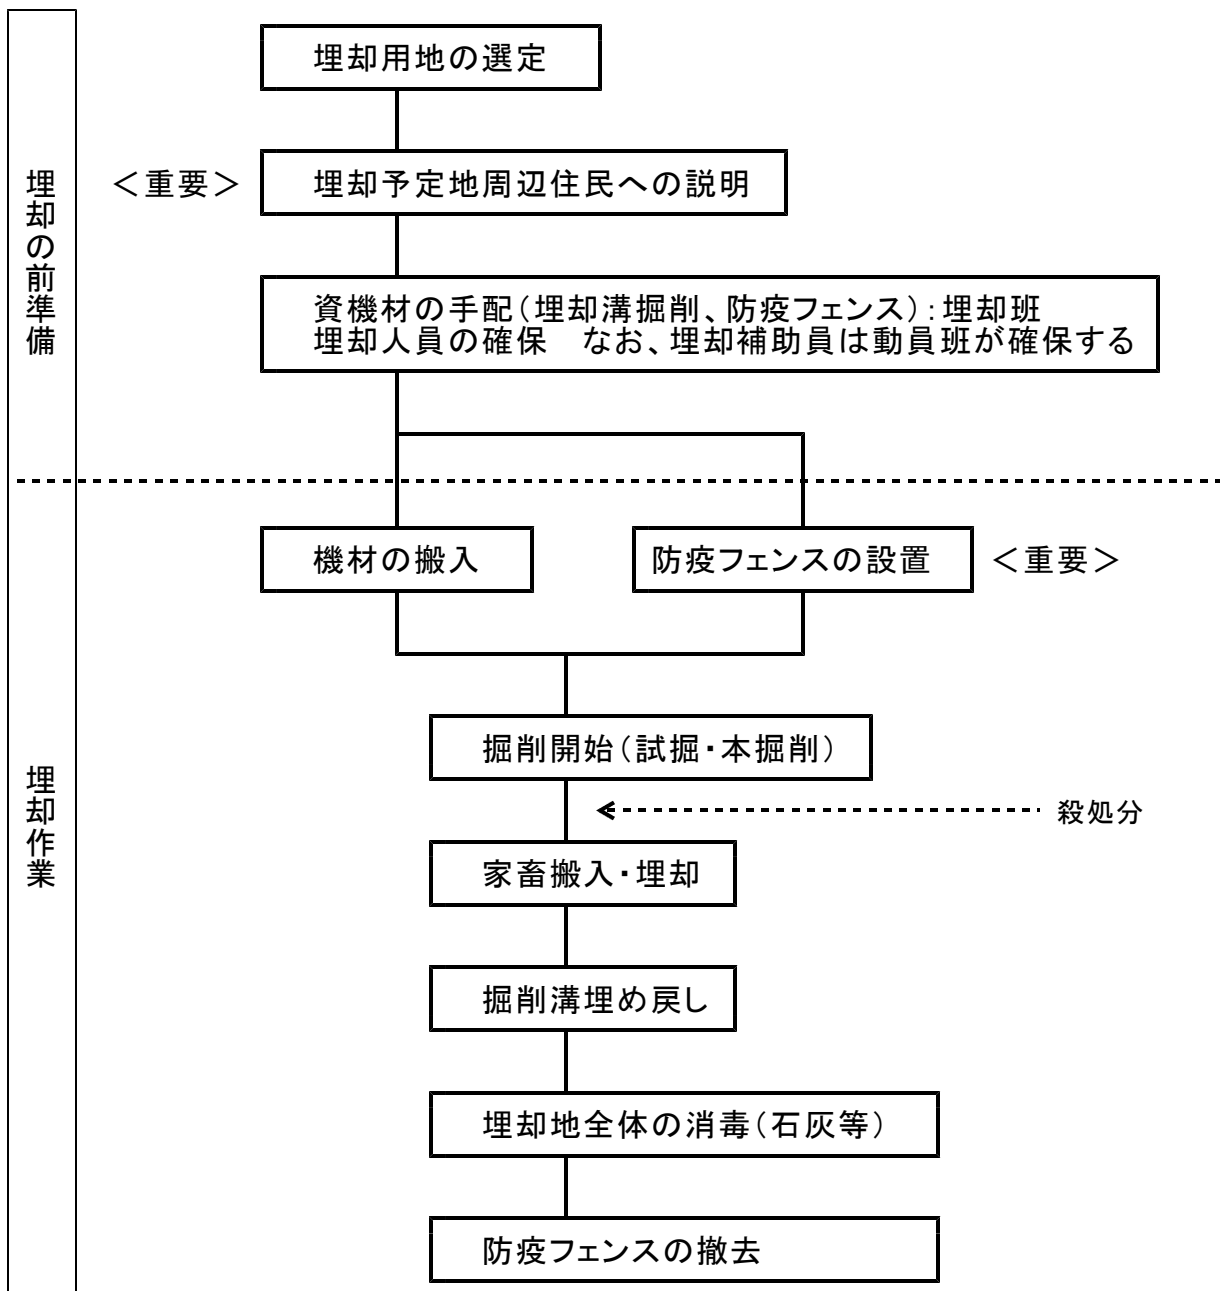 埋却の前準備
埋却用地の選定
＜重要＞
埋却予定地周辺住民への説明
資機材の手配（埋却溝掘削、防疫フェンス）：埋却班
埋却人員の確保　なお、埋却補助員は動員班が確保する
埋却作業
機材の搬入
防疫フェンスの設置
＜重要＞
掘削開始（試掘・本掘削）
殺処分
家畜搬入・埋却
掘削溝埋め戻し
埋却地全体の消毒（石灰等）
防疫フェンスの撤去